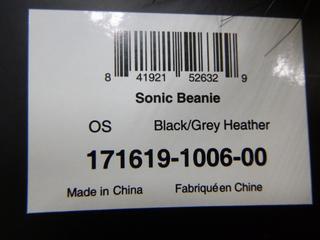 8 41921 52632 9
Sonic Beanie
OS Black/Grey Heather
171619-1006-00
Made in China Fabriqué en Chine